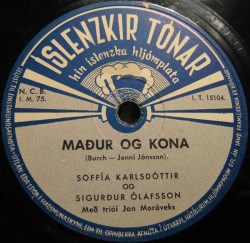 ÍSLENZKIR TÓNAR
hin íslenzka hljómplata
N. C. B.
I. M. 75.
I. T. 15104.
MAÐUR OG KONA
(Burch — Jenni Jónsson).
SOFFÍA KARLSDÓTTIR
OG
SIGURÐUR ÓLAFSSON
Með tríói Jan Moráveks